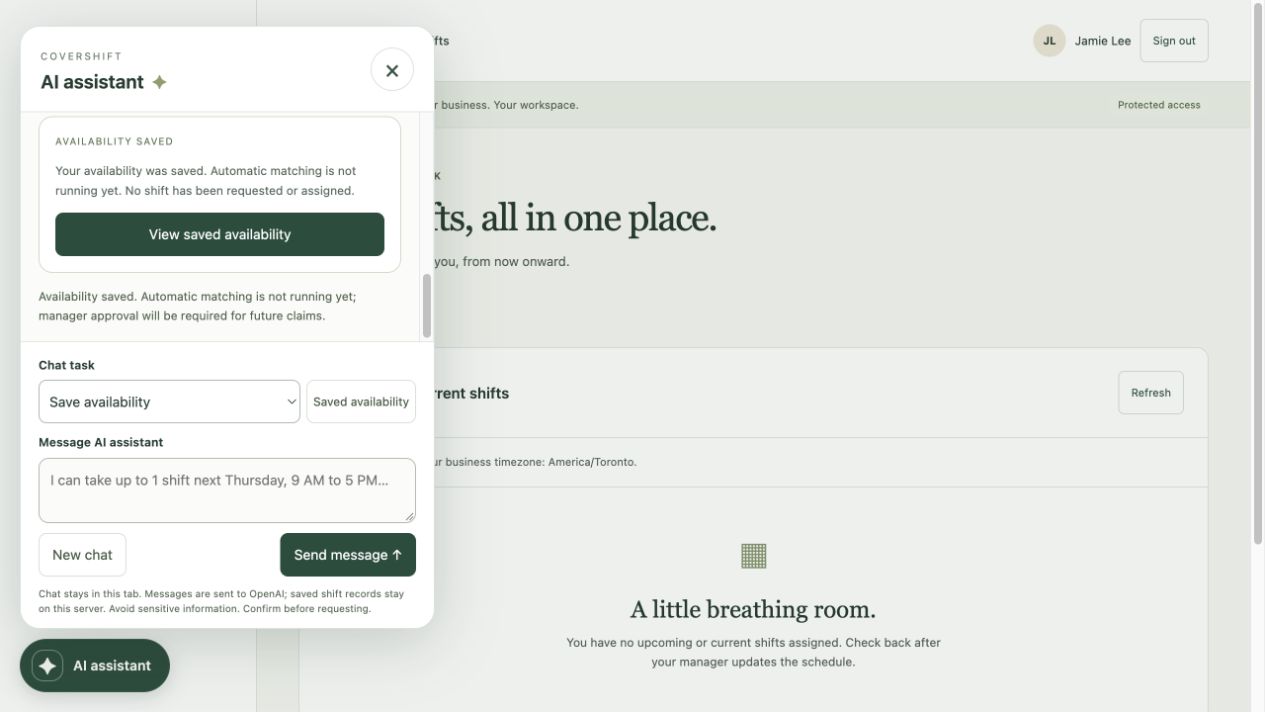 COVERSHIFT
AI assistant
AVAILABILITY SAVED
Your availability was saved. Automatic matching is not
running yet. No shift has been requested or assigned.
View saved availability
Availability saved. Automatic matching is not running yet;
manager approval will be required for future claims.
Chat task
Save availability
Saved availability
Message AI assistant
I can take up to 1 shift next Thursday, 9 AM to 5 PM...
New chat
Send message ↑
Chat stays in this tab. Messages are sent to OpenAI; saved shift records stay
on this server. Avoid sensitive information. Confirm before requesting.
AI assistant
JL
Jamie Lee
Sign out
business. Your workspace.
Protected access
all in one place.
you, from now onward.
shifts
Refresh
business timezone: America/Toronto.
A little breathing room.
You have no upcoming or current shifts assigned. Check back after
your manager updates the schedule.